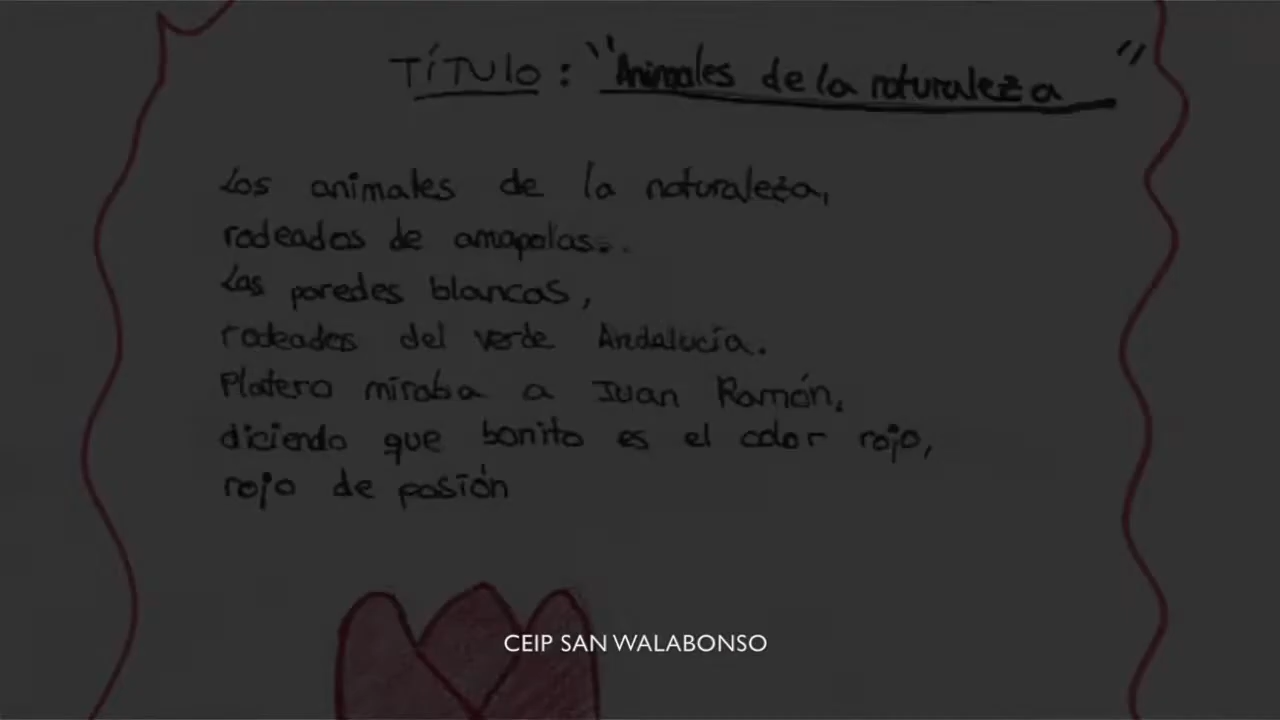 TÍTULO: "Animales de la naturaleza"
Los animales de la naturaleza,
rodeados de amapolas...
Las paredes blancas,
rodeados del verde Andalucía.
Platero miraba a Juan Ramón,
diciendo que bonito es el color rojo,
rojo de pasión
CEIP SAN WALABONSO